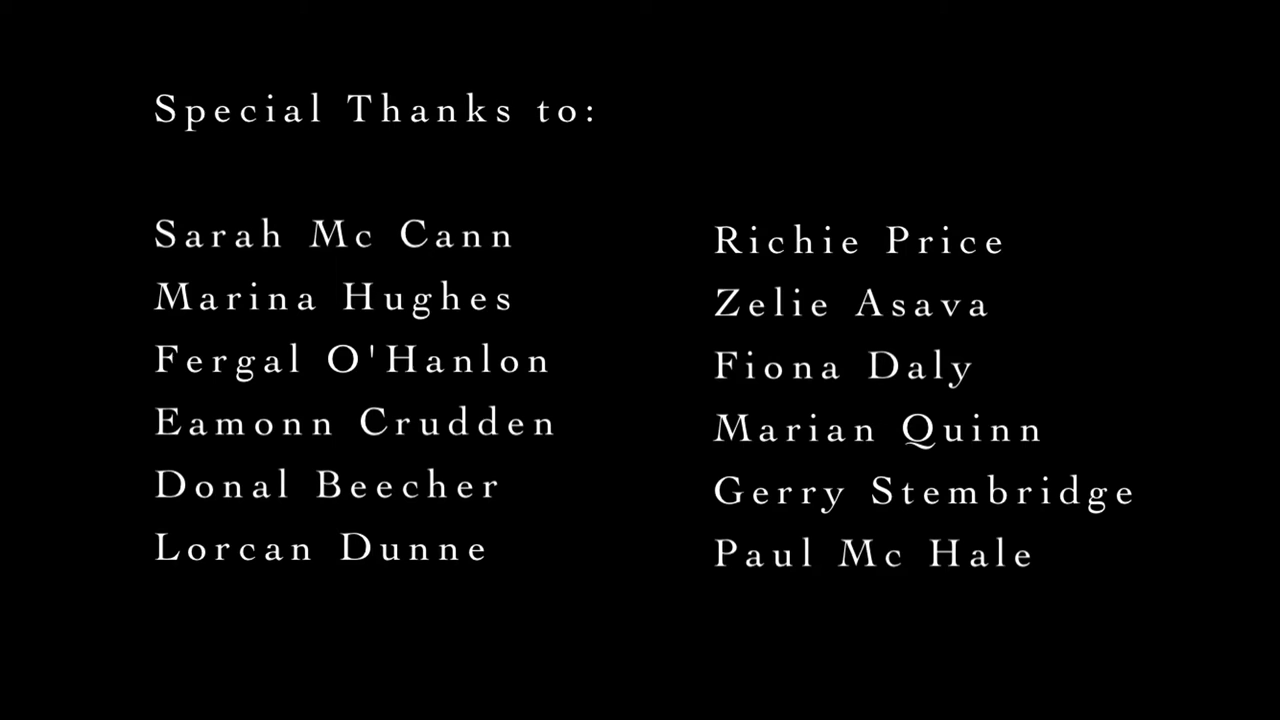 Special Thanks to:
Sarah Mc Cann
Marina Hughes
Fergal O'Hanlon
Eamonn Crudden
Donal Beecher
Lorcan Dunne
Richie Price
Zelie Asava
Fiona Daly
Marian Quinn
Gerry Stembridge
Paul Mc Hale